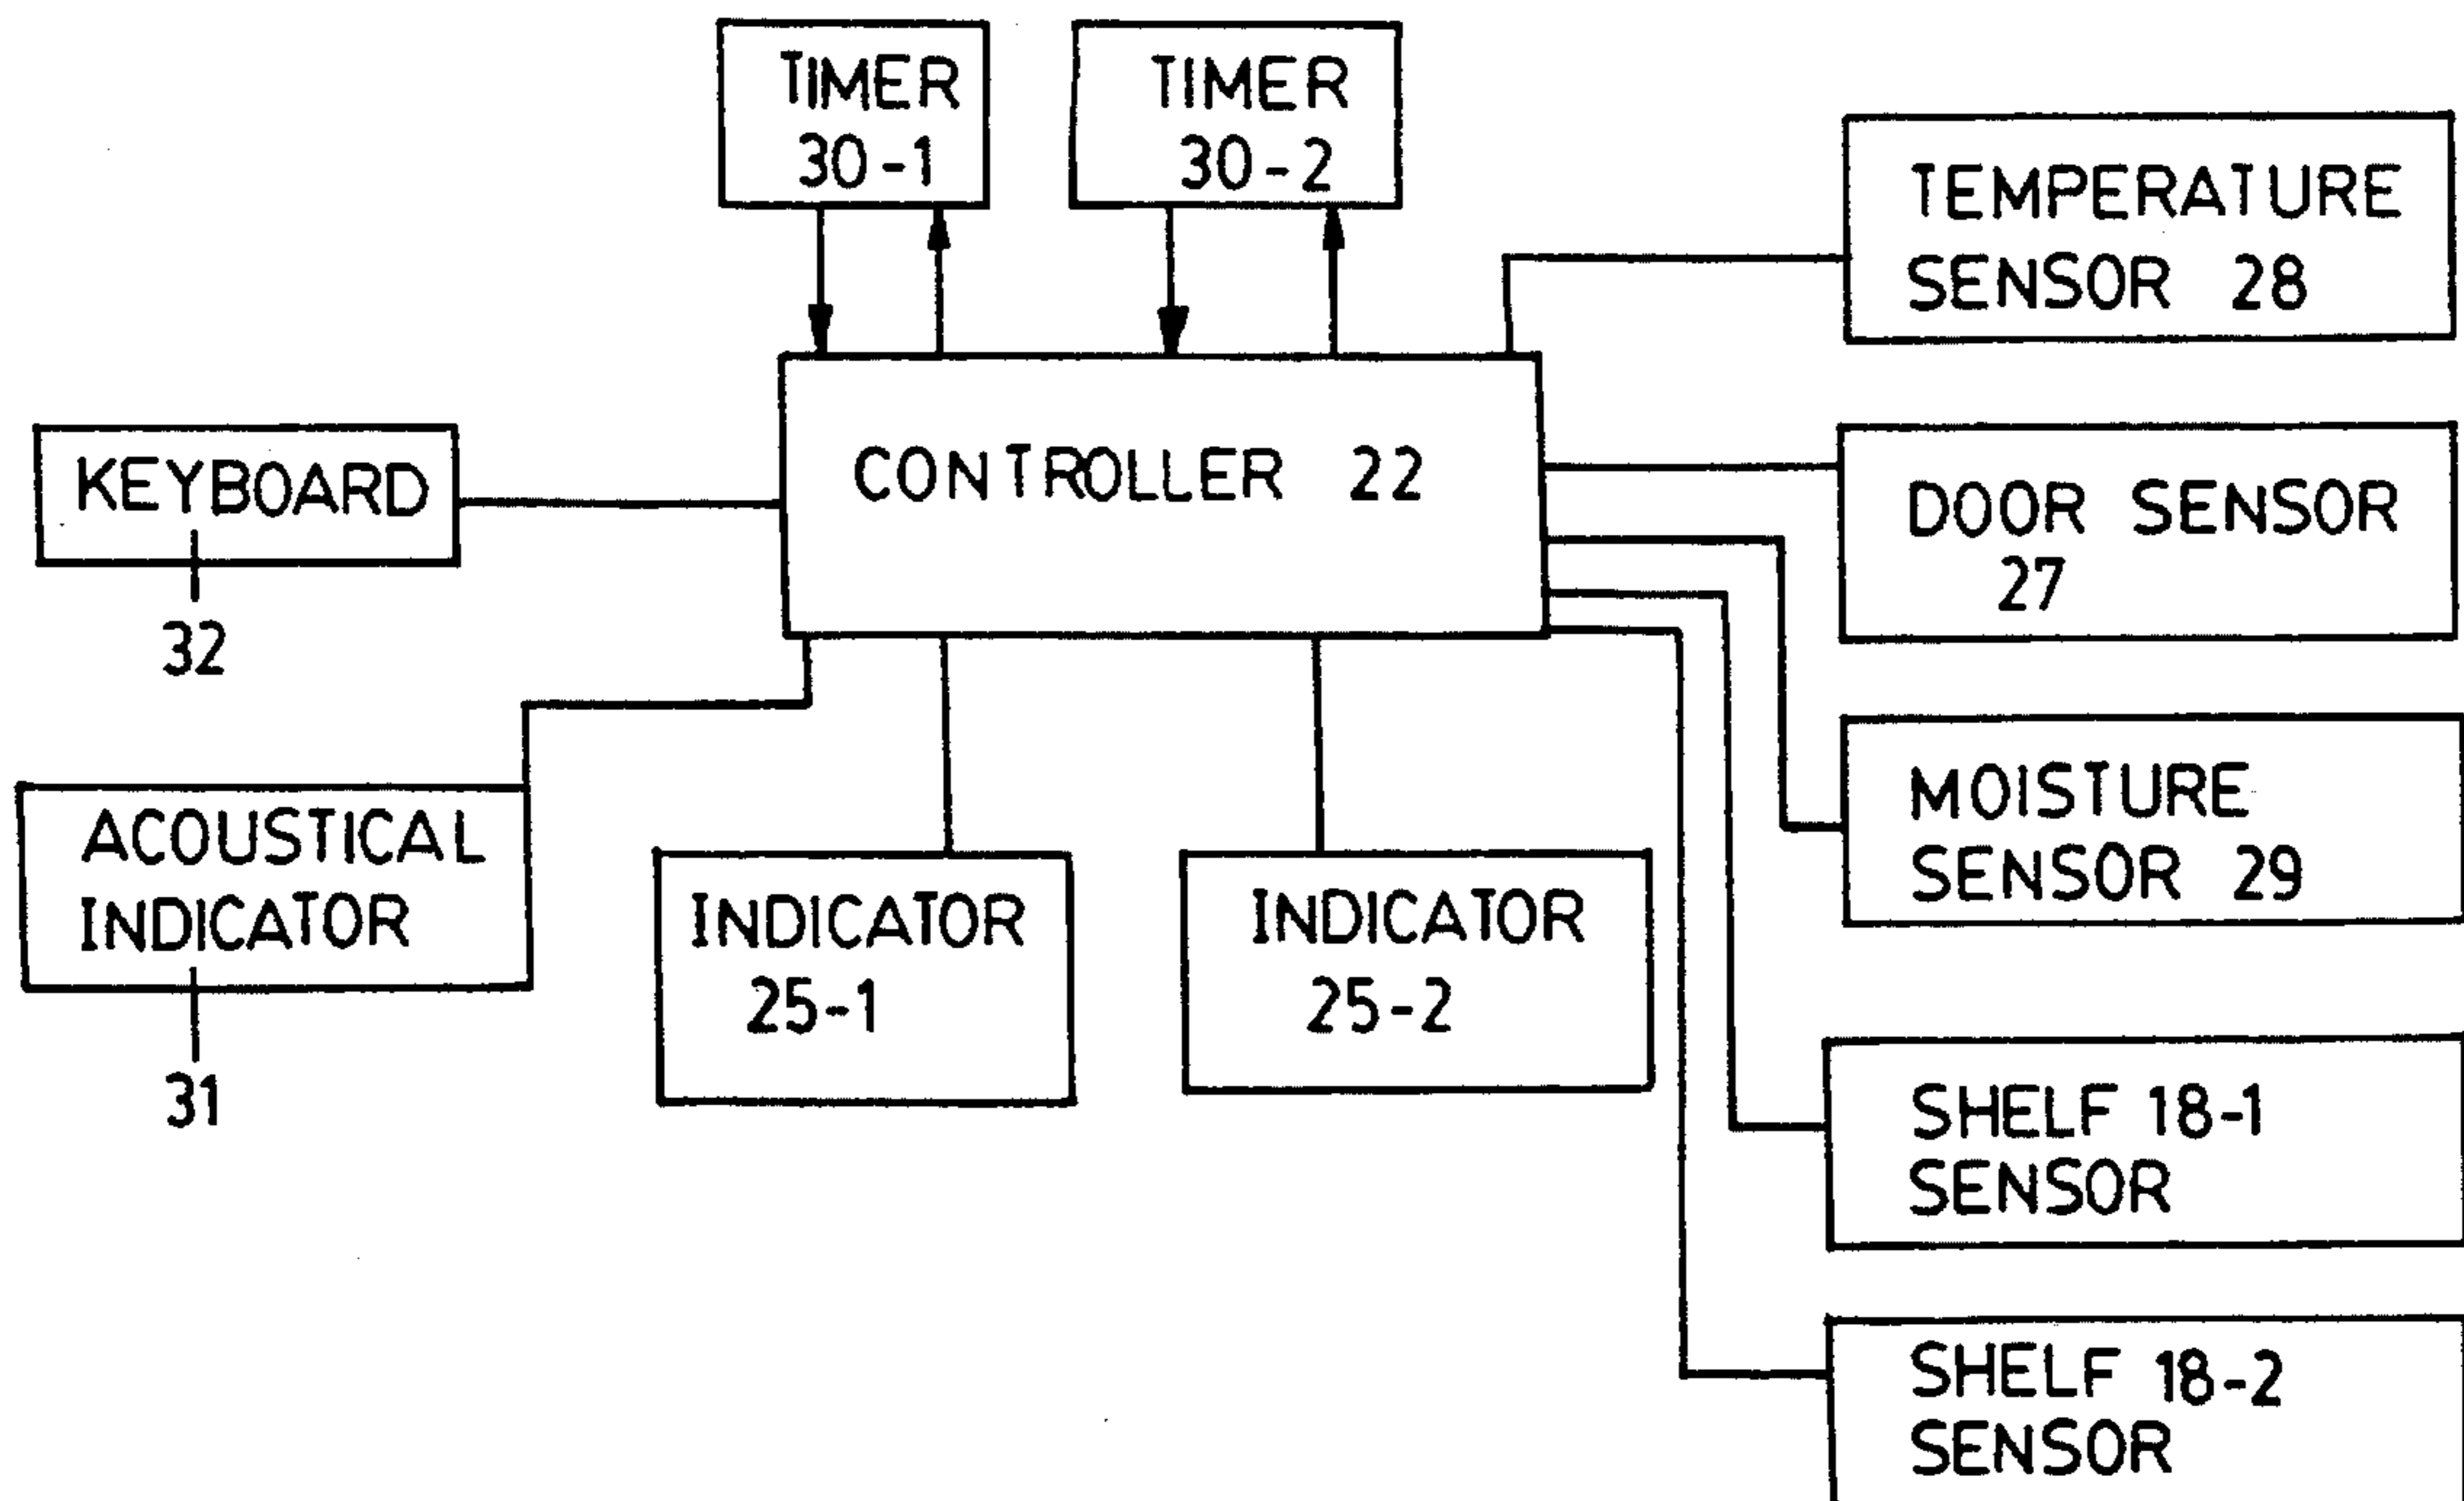 TIMER
30-1
TIMER
30-2
TEMPERATURE
SENSOR 28
KEYBOARD
32
CONTROLLER 22
DOOR SENSOR
27
ACOUSTICAL
INDICATOR
31
INDICATOR
25-1
INDICATOR
25-2
MOISTURE
SENSOR 29
SHELF 18-1
SENSOR
SHELF 18-2
SENSOR